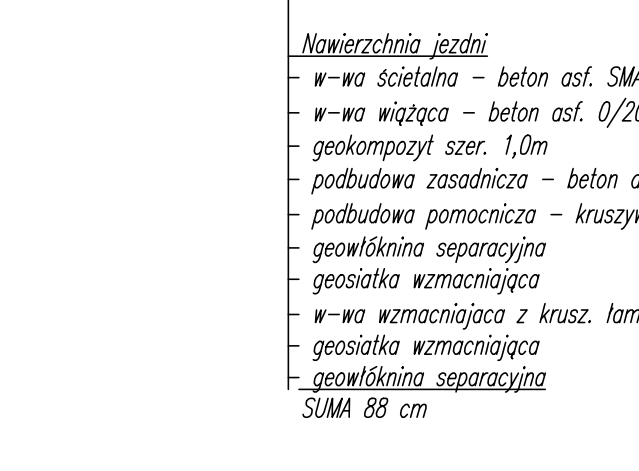 Nawierzchnia jezdni
- w-wa ścietalna - beton asf. SMA
- w-wa wiążąca - beton asf. 0/20
- geokompozyt szer. 1,0m
- podbudowa zasadnicza - beton a
- podbudowa pomocnicza - kruszyw
- geowłóknina separacyjna
- geosiatka wzmacniająca
- w-wa wzmacniajaca z krusz. łam
- geosiatka wzmacniająca
- geowłóknina separacyjna
SUMA 88 cm